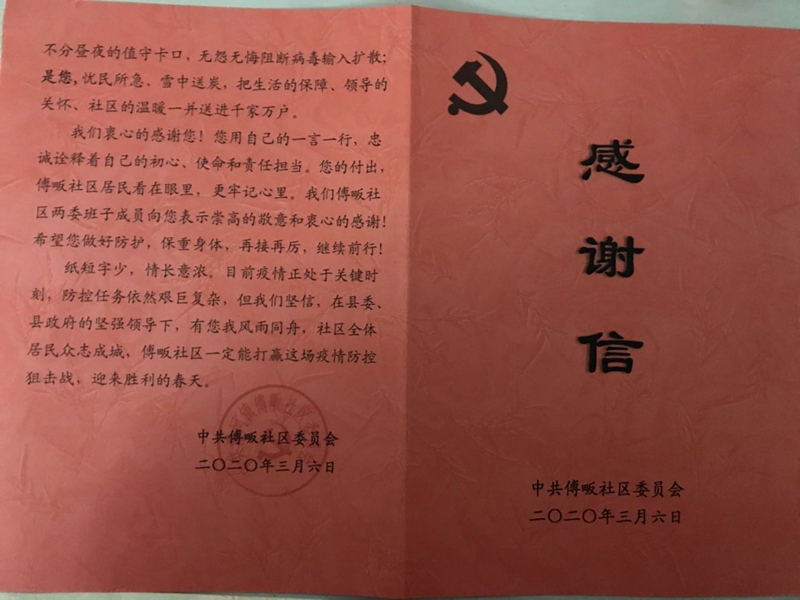 不分昼夜的值守卡口，无怨无悔阻断病毒输入扩散；
是您，忧民所急、雪中送炭，把生活的保障、领导的
关怀、社区的温暖一并送进千家万户。
我们衷心的感谢您！您用自己的一言一行，忠
诚诠释着自己的初心、使命和责任担当。您的付出，
傅畈社区居民看在眼里，更牢记心里。我们傅畈社
区两委班子成员向您表示崇高的敬意和衷心的感谢！
希望您做好防护，保重身体，再接再厉，继续前行！
纸短字少，情长意浓。目前疫情正处于关键时
刻，防控任务依然艰巨复杂，但我们坚信，在县委、
县政府的坚强领导下，有您我风雨同舟，社区全体
居民众志成城，傅畈社区一定能打赢这场疫情防控
狙击战，迎来胜利的春天。
中共傅畈社区委员会
二〇二〇年三月六日
感
谢
信
中共傅畈社区委员会
二〇二〇年三月六日